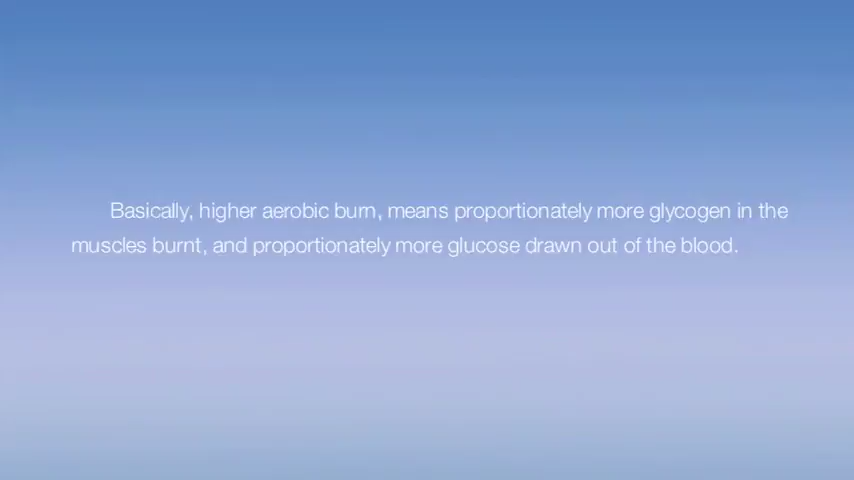 Basically, higher aerobic burn, means proportionately more glycogen in the
muscles burnt, and proportionately more glucose drawn out of the blood.